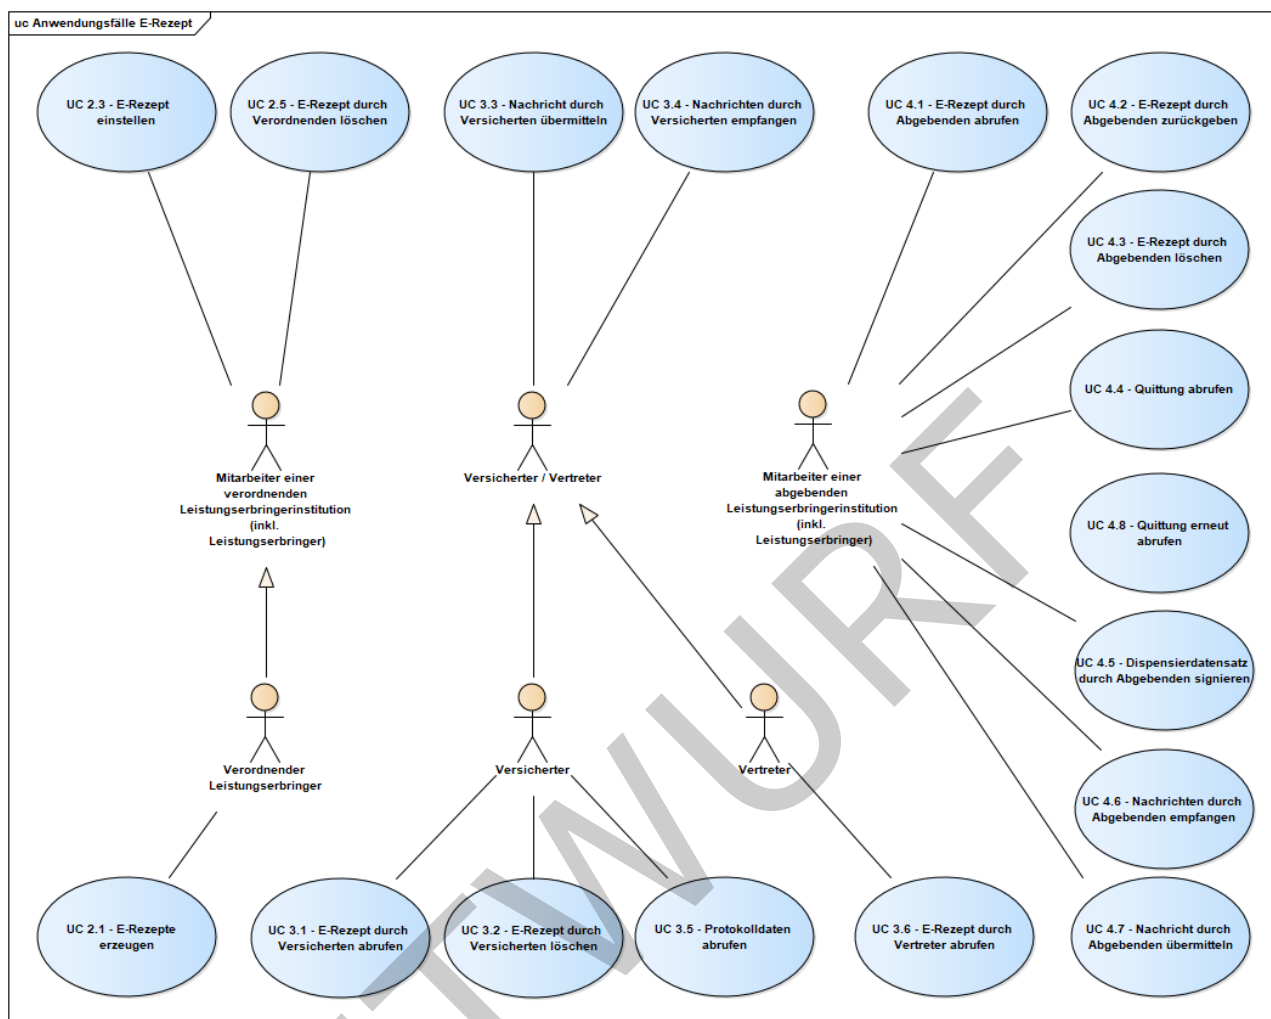 uc Anwendungsfälle E-Rezept
UC 2.3 - E-Rezept
einstellen
UC 2.5 - E-Rezept durch
Verordnenden löschen
UC 3.3 - Nachricht durch
Versicherten übermitteln
UC 3.4 - Nachrichten durch
Versicherten empfangen
UC 4.1 - E-Rezept durch
Abgebenden abrufen
UC 4.2 - E-Rezept durch
Abgebenden zurückgeben
UC 4.3 - E-Rezept durch
Abgebenden löschen
UC 4.4 - Quittung abrufen
Mitarbeiter einer
verordnenden
Leistungserbringerinstitution
(inkl.
Leistungserbringer)
Versicherter / Vertreter
Mitarbeiter einer
abgebenden
Leistungserbringerinstitution
(inkl.
Leistungserbringer)
UC 4.8 - Quittung erneut
abrufen
UC 4.5 - Dispensierdatensatz
durch Abgebenden signieren
Verordnender
Leistungserbringer
Versicherter
Vertreter
UC 4.6 - Nachrichten durch
Abgebenden empfangen
UC 2.1 - E-Rezepte
erzeugen
UC 3.1 - E-Rezept durch
Versicherten abrufen
UC 3.2 - E-Rezept durch
Versicherten löschen
UC 3.5 - Protokolldaten
abrufen
UC 3.6 - E-Rezept durch
Vertreter abrufen
UC 4.7 - Nachricht durch
Abgebenden übermitteln
TWURF